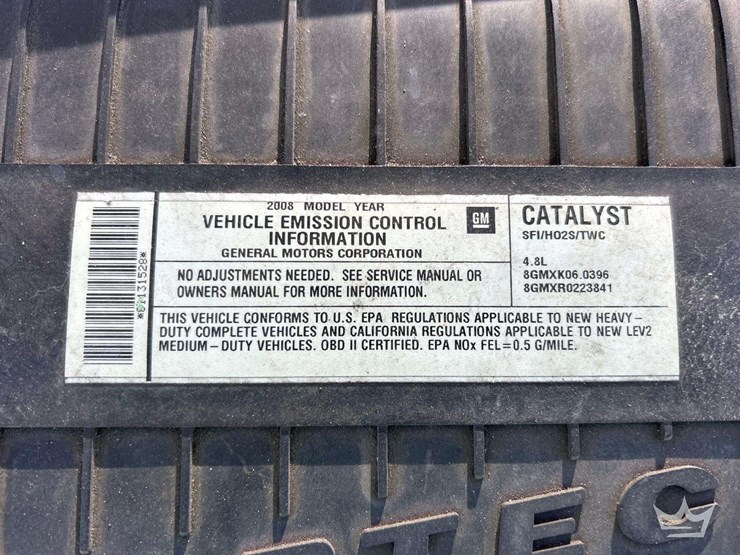 2008 MODEL YEAR
VEHICLE EMISSION CONTROL
INFORMATION
GENERAL MOTORS CORPORATION
GM
NO ADJUSTMENTS NEEDED. SEE SERVICE MANUAL OR
OWNERS MANUAL FOR MORE INFORMATION.
CATALYST
SFI/HO2S/TWC
4.8L
8GMXK06.0396
8GMXR0223841
THIS VEHICLE CONFORMS TO U.S. EPA REGULATIONS APPLICABLE TO NEW HEAVY–
DUTY COMPLETE VEHICLES AND CALIFORNIA REGULATIONS APPLICABLE TO NEW LEV2
MEDIUM–DUTY VEHICLES. OBD II CERTIFIED. EPA NOx FEL=0.5 G/MILE.